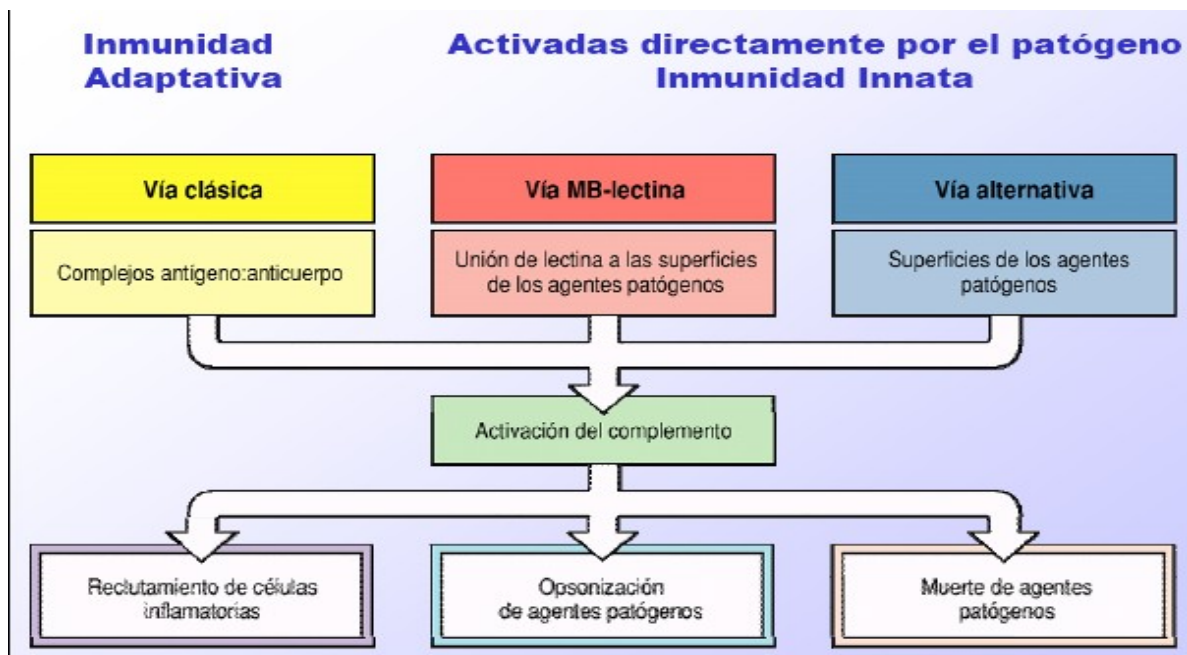 Inmunidad
Adaptativa
Activadas directamente por el patógeno
Inmunidad Innata
Vía clásica
Vía MB-lectina
Vía alternativa
Complejos antígeno:anticuerpo
Unión de lectina a las superficies
de los agentes patógenos
Superficies de los agentes
patógenos
Activación del complemento
Reclutamiento de células
inflamatorias
Opsonización
de agentes patógenos
Muerte de agentes
patógenos